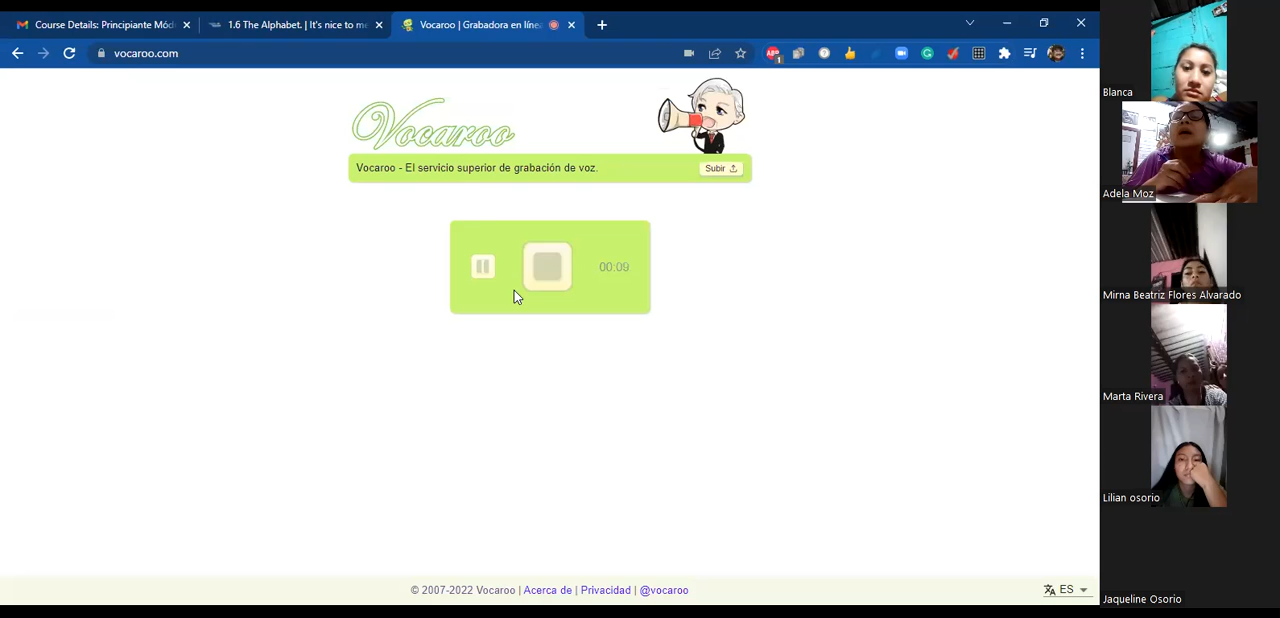 Course Details: Principiante Mód
1.6 The Alphabet. | It's nice to me
Vocaroo | Grabadora en línea
vocaroo.com
ABP
1
Vocaroo
Vocaroo - El servicio superior de grabación de voz.
Subir
00:09
© 2007-2022 Vocaroo | Acerca de | Privacidad | @vocaroo
ES
Blanca
Adela Moz
Mirna Beatriz Flores Alvarado
Marta Rivera
Lilian osorio
Jaqueline Osorio